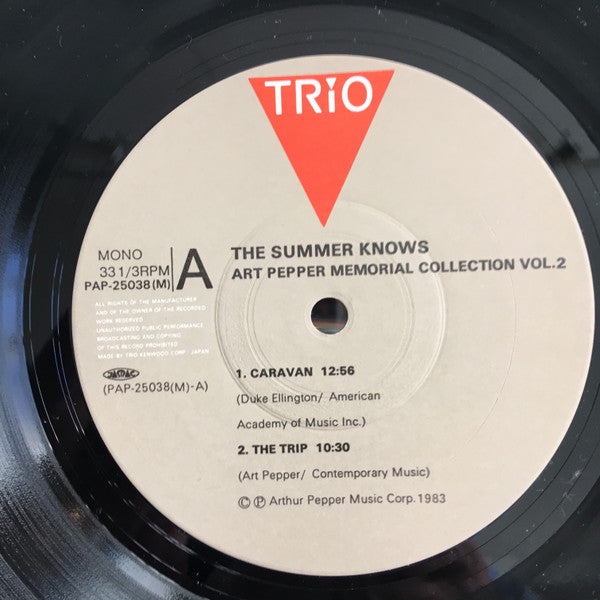 TRiO
MONO
33 1/3RPM
PAP-25038(M)
A
THE SUMMER KNOWS
ART PEPPER MEMORIAL COLLECTION VOL.2
ALL RIGHTS OF THE MANUFACTURER
AND OF THE OWNER OF THE RECORDED
WORK RESERVED
UNAUTHORIZED PUBLIC PERFORMANCE
BROADCASTING AND COPYING
OF THIS RECORD PROHIBITED
MADE BY TRIO KENWOOD CORP. JAPAN
JASRAC
(PAP-25038(M)-A)
1. CARAVAN 12:56
(Duke Ellington/ American
Academy of Music Inc.)
2. THE TRIP 10:30
(Art Pepper/ Contemporary Music)
© ℗ Arthur Pepper Music Corp. 1983